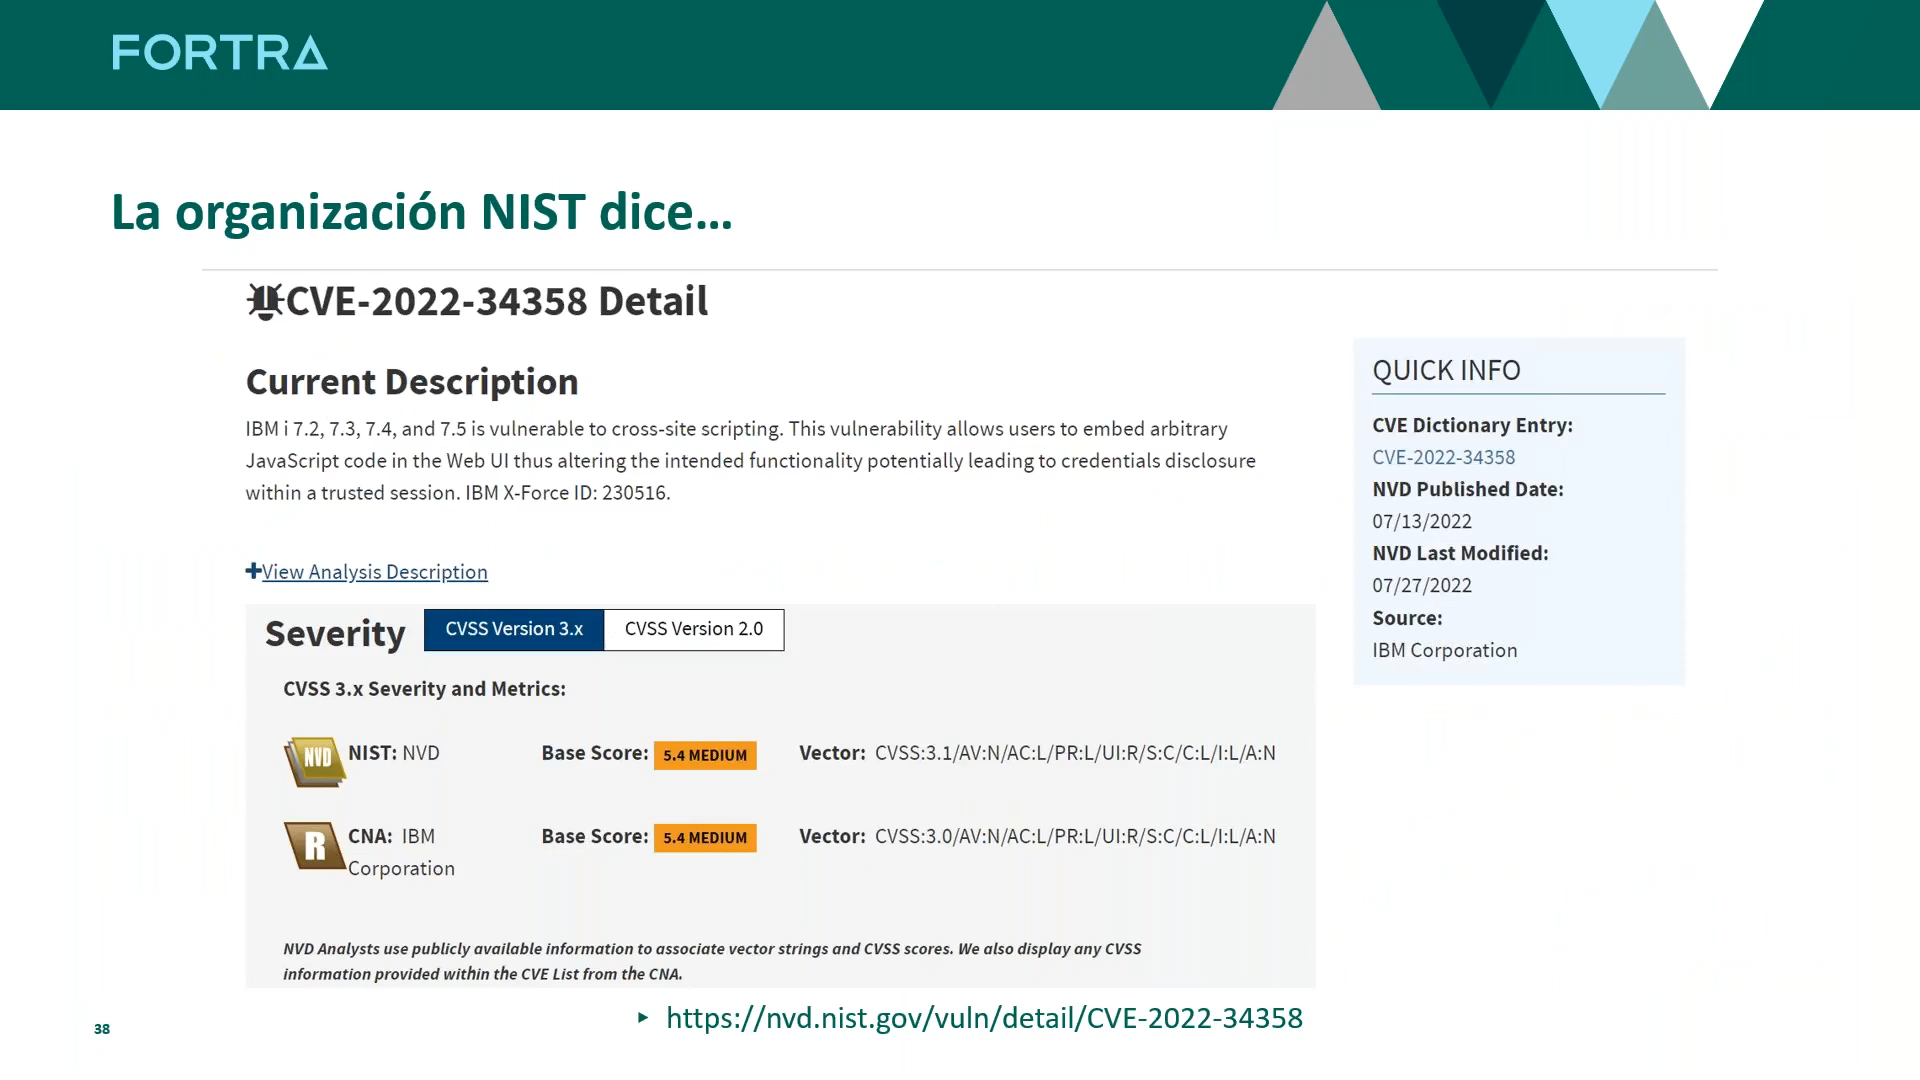 FORTRA
La organización NIST dice...
CVE-2022-34358 Detail
Current Description
IBM i 7.2, 7.3, 7.4, and 7.5 is vulnerable to cross-site scripting. This vulnerability allows users to embed arbitrary
JavaScript code in the Web UI thus altering the intended functionality potentially leading to credentials disclosure
within a trusted session. IBM X-Force ID: 230516.
View Analysis Description
Severity CVSS Version 3.x CVSS Version 2.0
CVSS 3.x Severity and Metrics:
NVD NIST: NVD Base Score: 5.4 MEDIUM Vector: CVSS:3.1/AV:N/AC:L/PR:L/UI:R/S:C/C:L/I:L/A:N
R CNA: IBM Base Score: 5.4 MEDIUM Vector: CVSS:3.0/AV:N/AC:L/PR:L/UI:R/S:C/C:L/I:L/A:N
Corporation
NVD Analysts use publicly available information to associate vector strings and CVSS scores. We also display any CVSS
information provided within the CVE List from the CNA.
QUICK INFO
CVE Dictionary Entry:
CVE-2022-34358
NVD Published Date:
07/13/2022
NVD Last Modified:
07/27/2022
Source:
IBM Corporation
https://nvd.nist.gov/vuln/detail/CVE-2022-34358
38